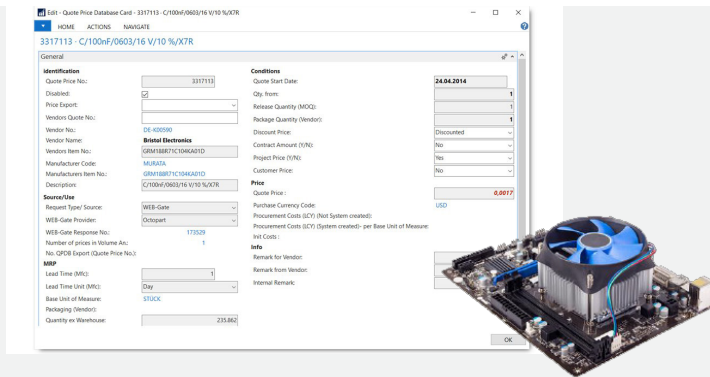 Edit - Quote Price Database Card - 3317113 · C/100nF/0603/16 V/10 %/X7R
HOME ACTIONS NAVIGATE
3317113 · C/100nF/0603/16 V/10 %/X7R
General
Identification
Quote Price No.: 3317113
Disabled:
Price Export:
Vendors Quote No.:
Vendor No.: DE-K00590
Vendor Name: Bristol Electronics
Vendors Item No.: GRM188R71C104KA01D
Manufacturer Code: MURATA
Manufacturers Item No.: GRM188R71C104KA01D
Description: C/100nF/0603/16 V/10 %/X7R
Source/Use
Request Type/ Source: WEB-Gate
WEB-Gate Provider: Octopart
WEB-Gate Response No.: 173529
Number of prices in Volume An.: 1
No. QPDB Export (Quote Price No.):
MRP
Lead Time (Mfc): 1
Lead Time Unit (Mfc): Day
Base Unit of Measure: STÜCK
Packaging (Vendor):
Quantity ex Warehouse: 235.862
Conditions
Quote Start Date: 24.04.2014
Qty. from: 1
Release Quantity (MOQ): 1
Package Quantity (Vendor): 1
Discount Price: Discounted
Contract Amount (Y/N): No
Project Price (Y/N): Yes
Customer Price: No
Price
Quote Price : 0,0017
Purchase Currency Code: USD
Procurement Costs (LCY) (Not System created):
Procurement Costs (LCY) (System created)- per Base Unit of Measure:
Init Costs :
Info
Remark for Vendor:
Remark from Vendor:
Internal Remark:
OK